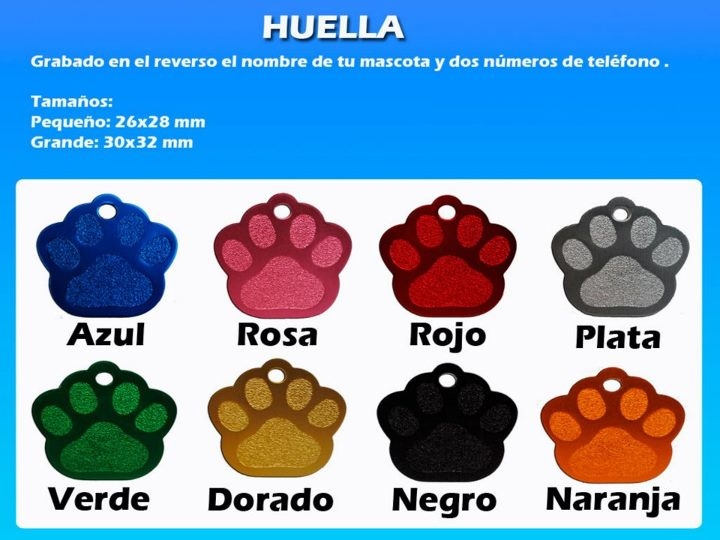 HUELLA
Grabado en el reverso el nombre de tu mascota y dos números de teléfono .
Tamaños:
Pequeño: 26x28 mm
Grande: 30x32 mm
Azul Rosa Rojo Plata
Verde Dorado Negro Naranja